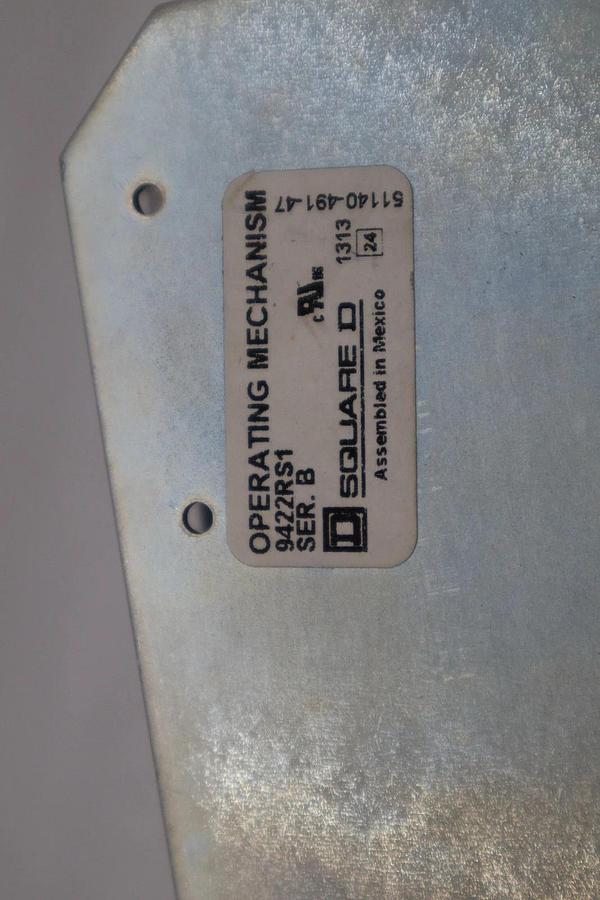 OPERATING MECHANISM
9422RS1
SER. B
SQUARE D
Assembled in Mexico
1313
24
51140-491-47